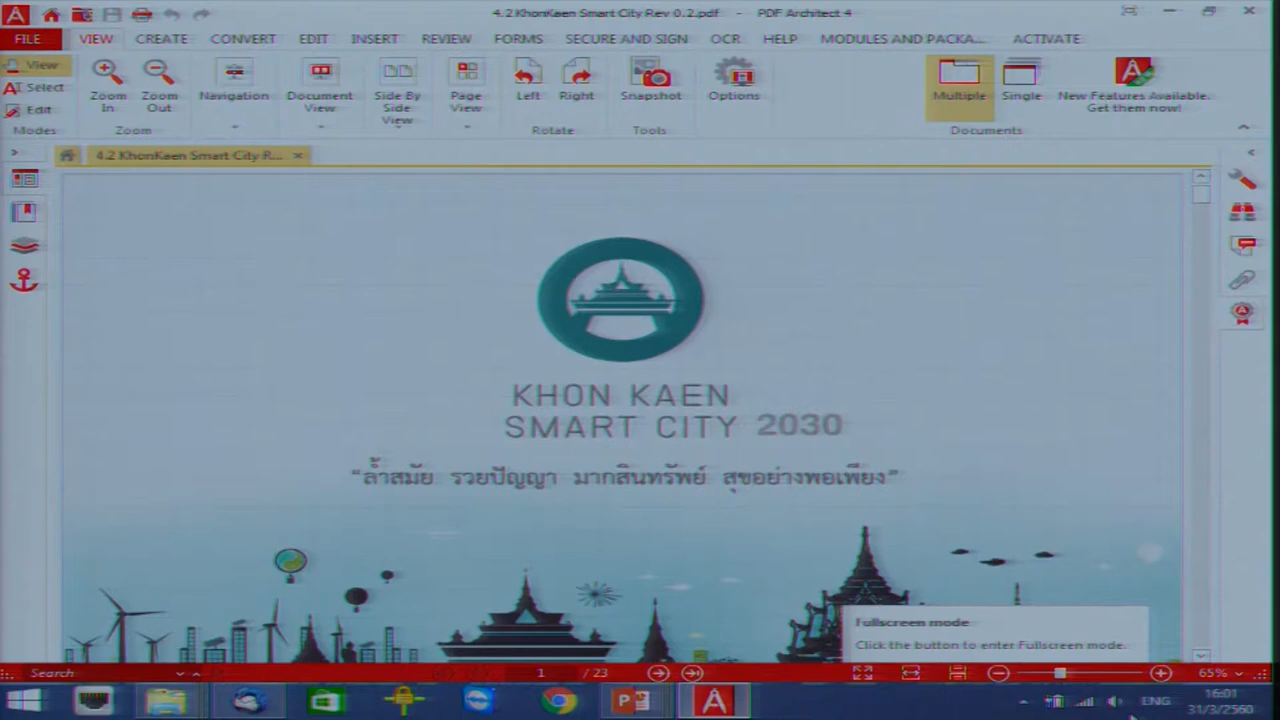 4.2 KhonKaen Smart City Rev 0.2.pdf - PDF Architect 4
FILE VIEW CREATE CONVERT EDIT INSERT REVIEW FORMS SECURE AND SIGN OCR HELP MODULES AND PACKA... ACTIVATE
View
Select
Edit
Modes
Zoom In
Zoom Out
Zoom
Navigation
Document View
Side By Side View
Page View
Left
Right
Rotate
Snapshot
Tools
Options
Multiple
Single
Documents
New Features Available.
Get them now!
4.2 KhonKaen Smart City R...
KHON KAEN
SMART CITY 2030
“ล้ำสมัย รวยปัญญา มากสินทรัพย์ สุขอย่างพอเพียง”
Fullscreen mode
Click the button to enter Fullscreen mode.
Search 1 / 23 65%
ENG
16:01
31/3/2560